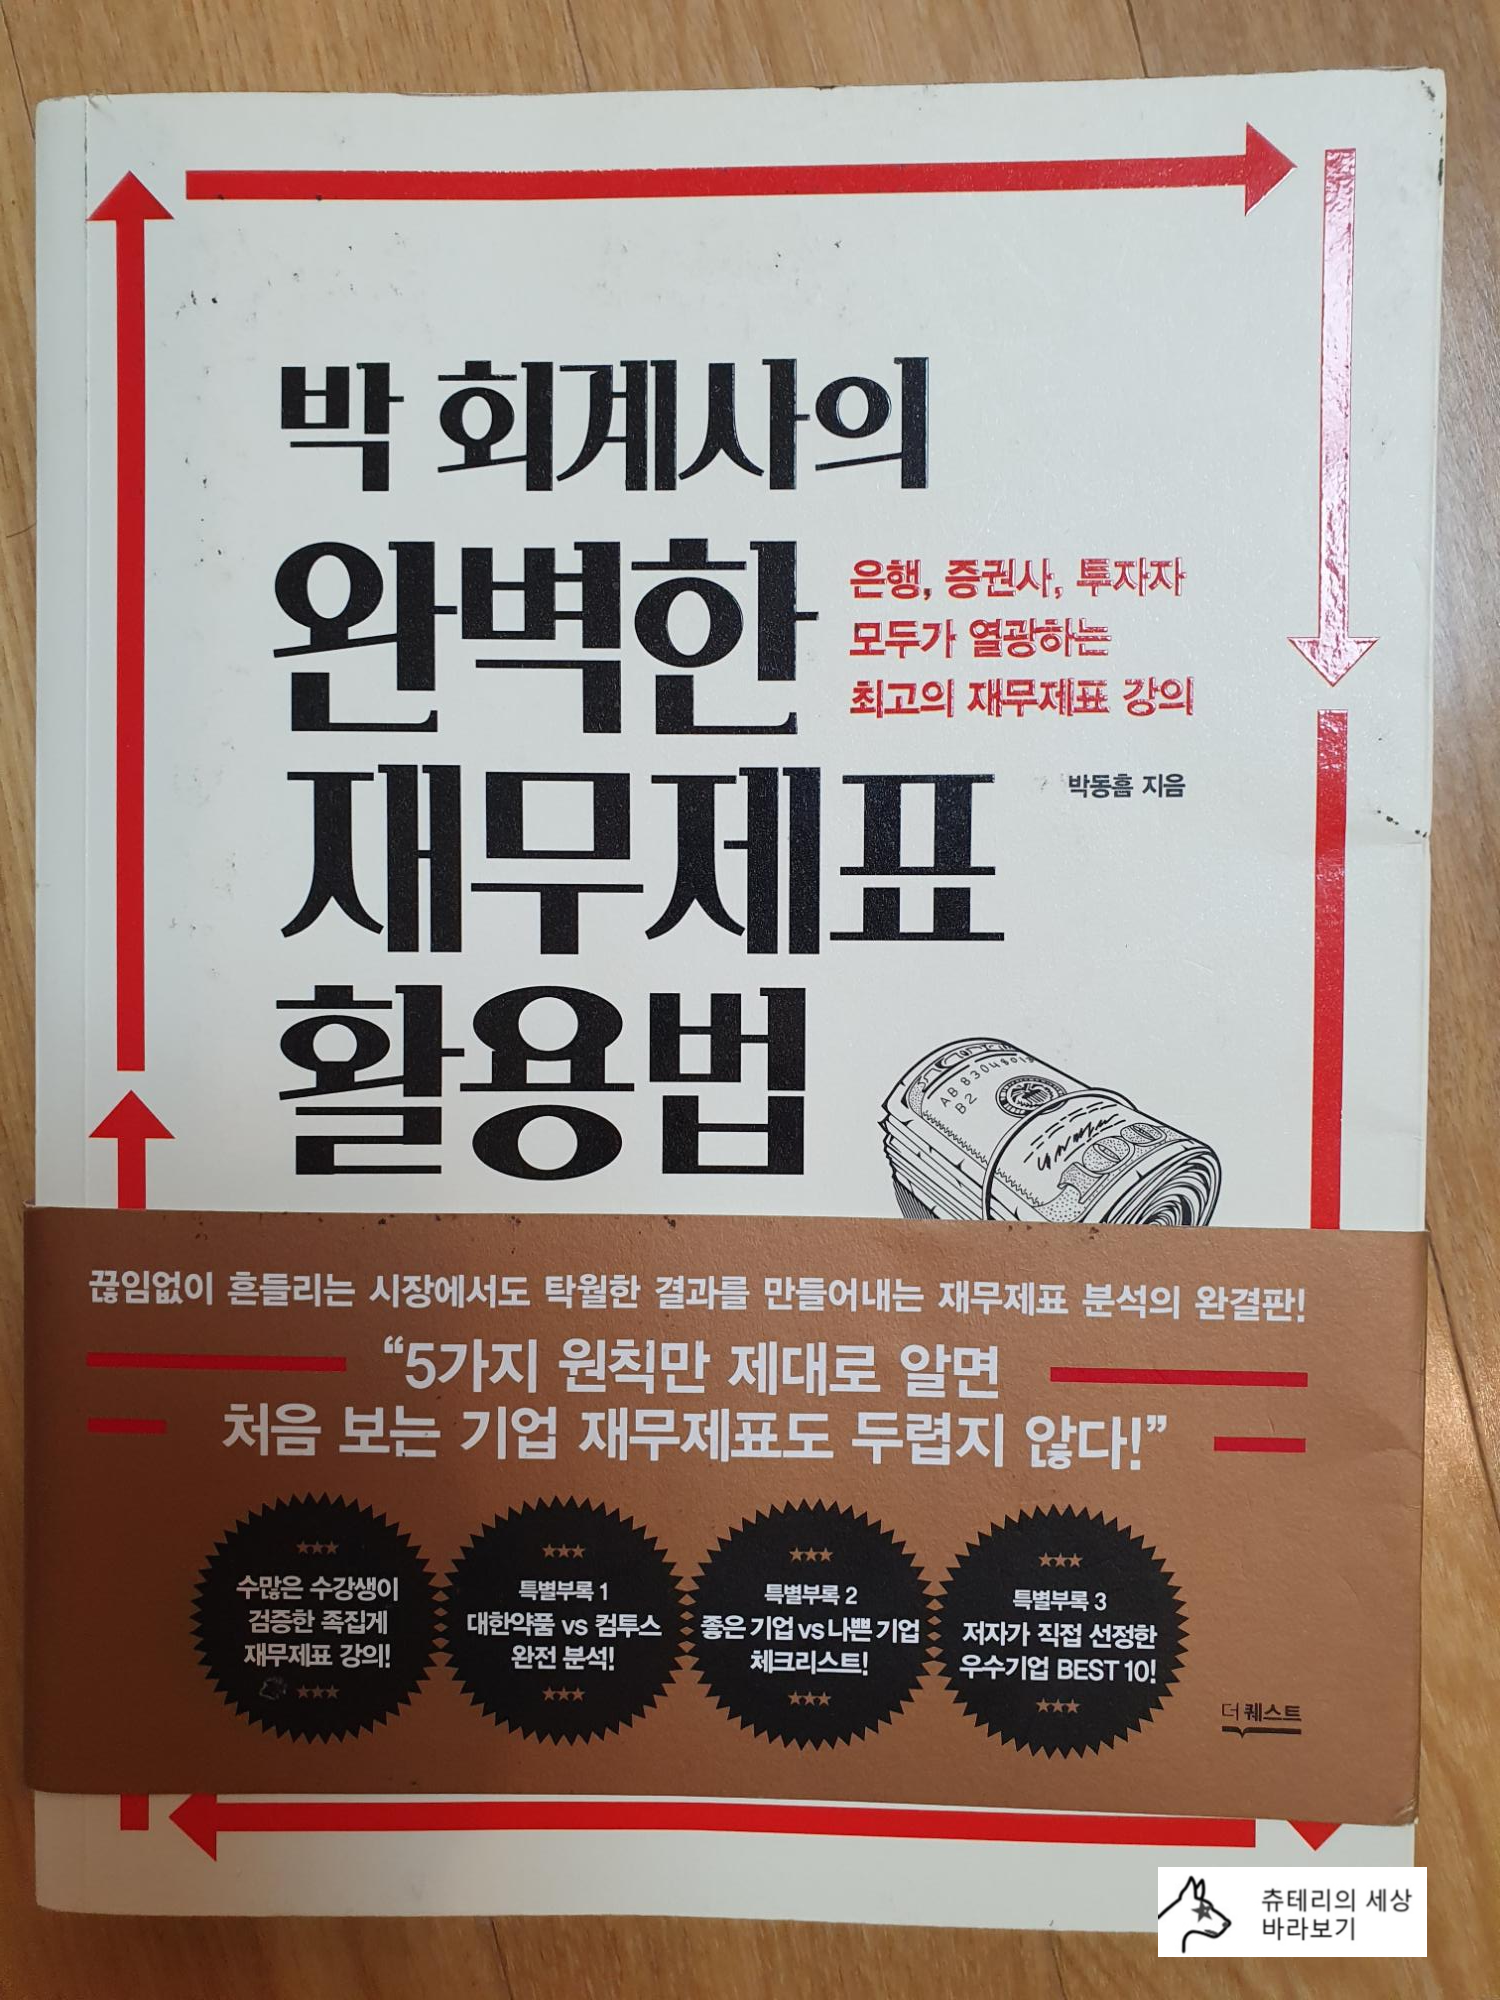 박 회계사의
완벽한
재무제표
활용법
은행, 증권사, 투자자
모두가 열광하는
최고의 재무제표 강의
박동흠 지음
AB 8304801
B2
100
끊임없이 흔들리는 시장에서도 탁월한 결과를 만들어내는 재무제표 분석의 완결판!
“5가지 원칙만 제대로 알면
처음 보는 기업 재무제표도 두렵지 않다!”
수많은 수강생이
검증한 족집게
재무제표 강의!
특별부록 1
대한약품 vs 컴투스
완전 분석!
특별부록 2
좋은 기업 vs 나쁜 기업
체크리스트!
특별부록 3
저자가 직접 선정한
우수기업 BEST 10!
더퀘스트
츄테리의 세상
바라보기